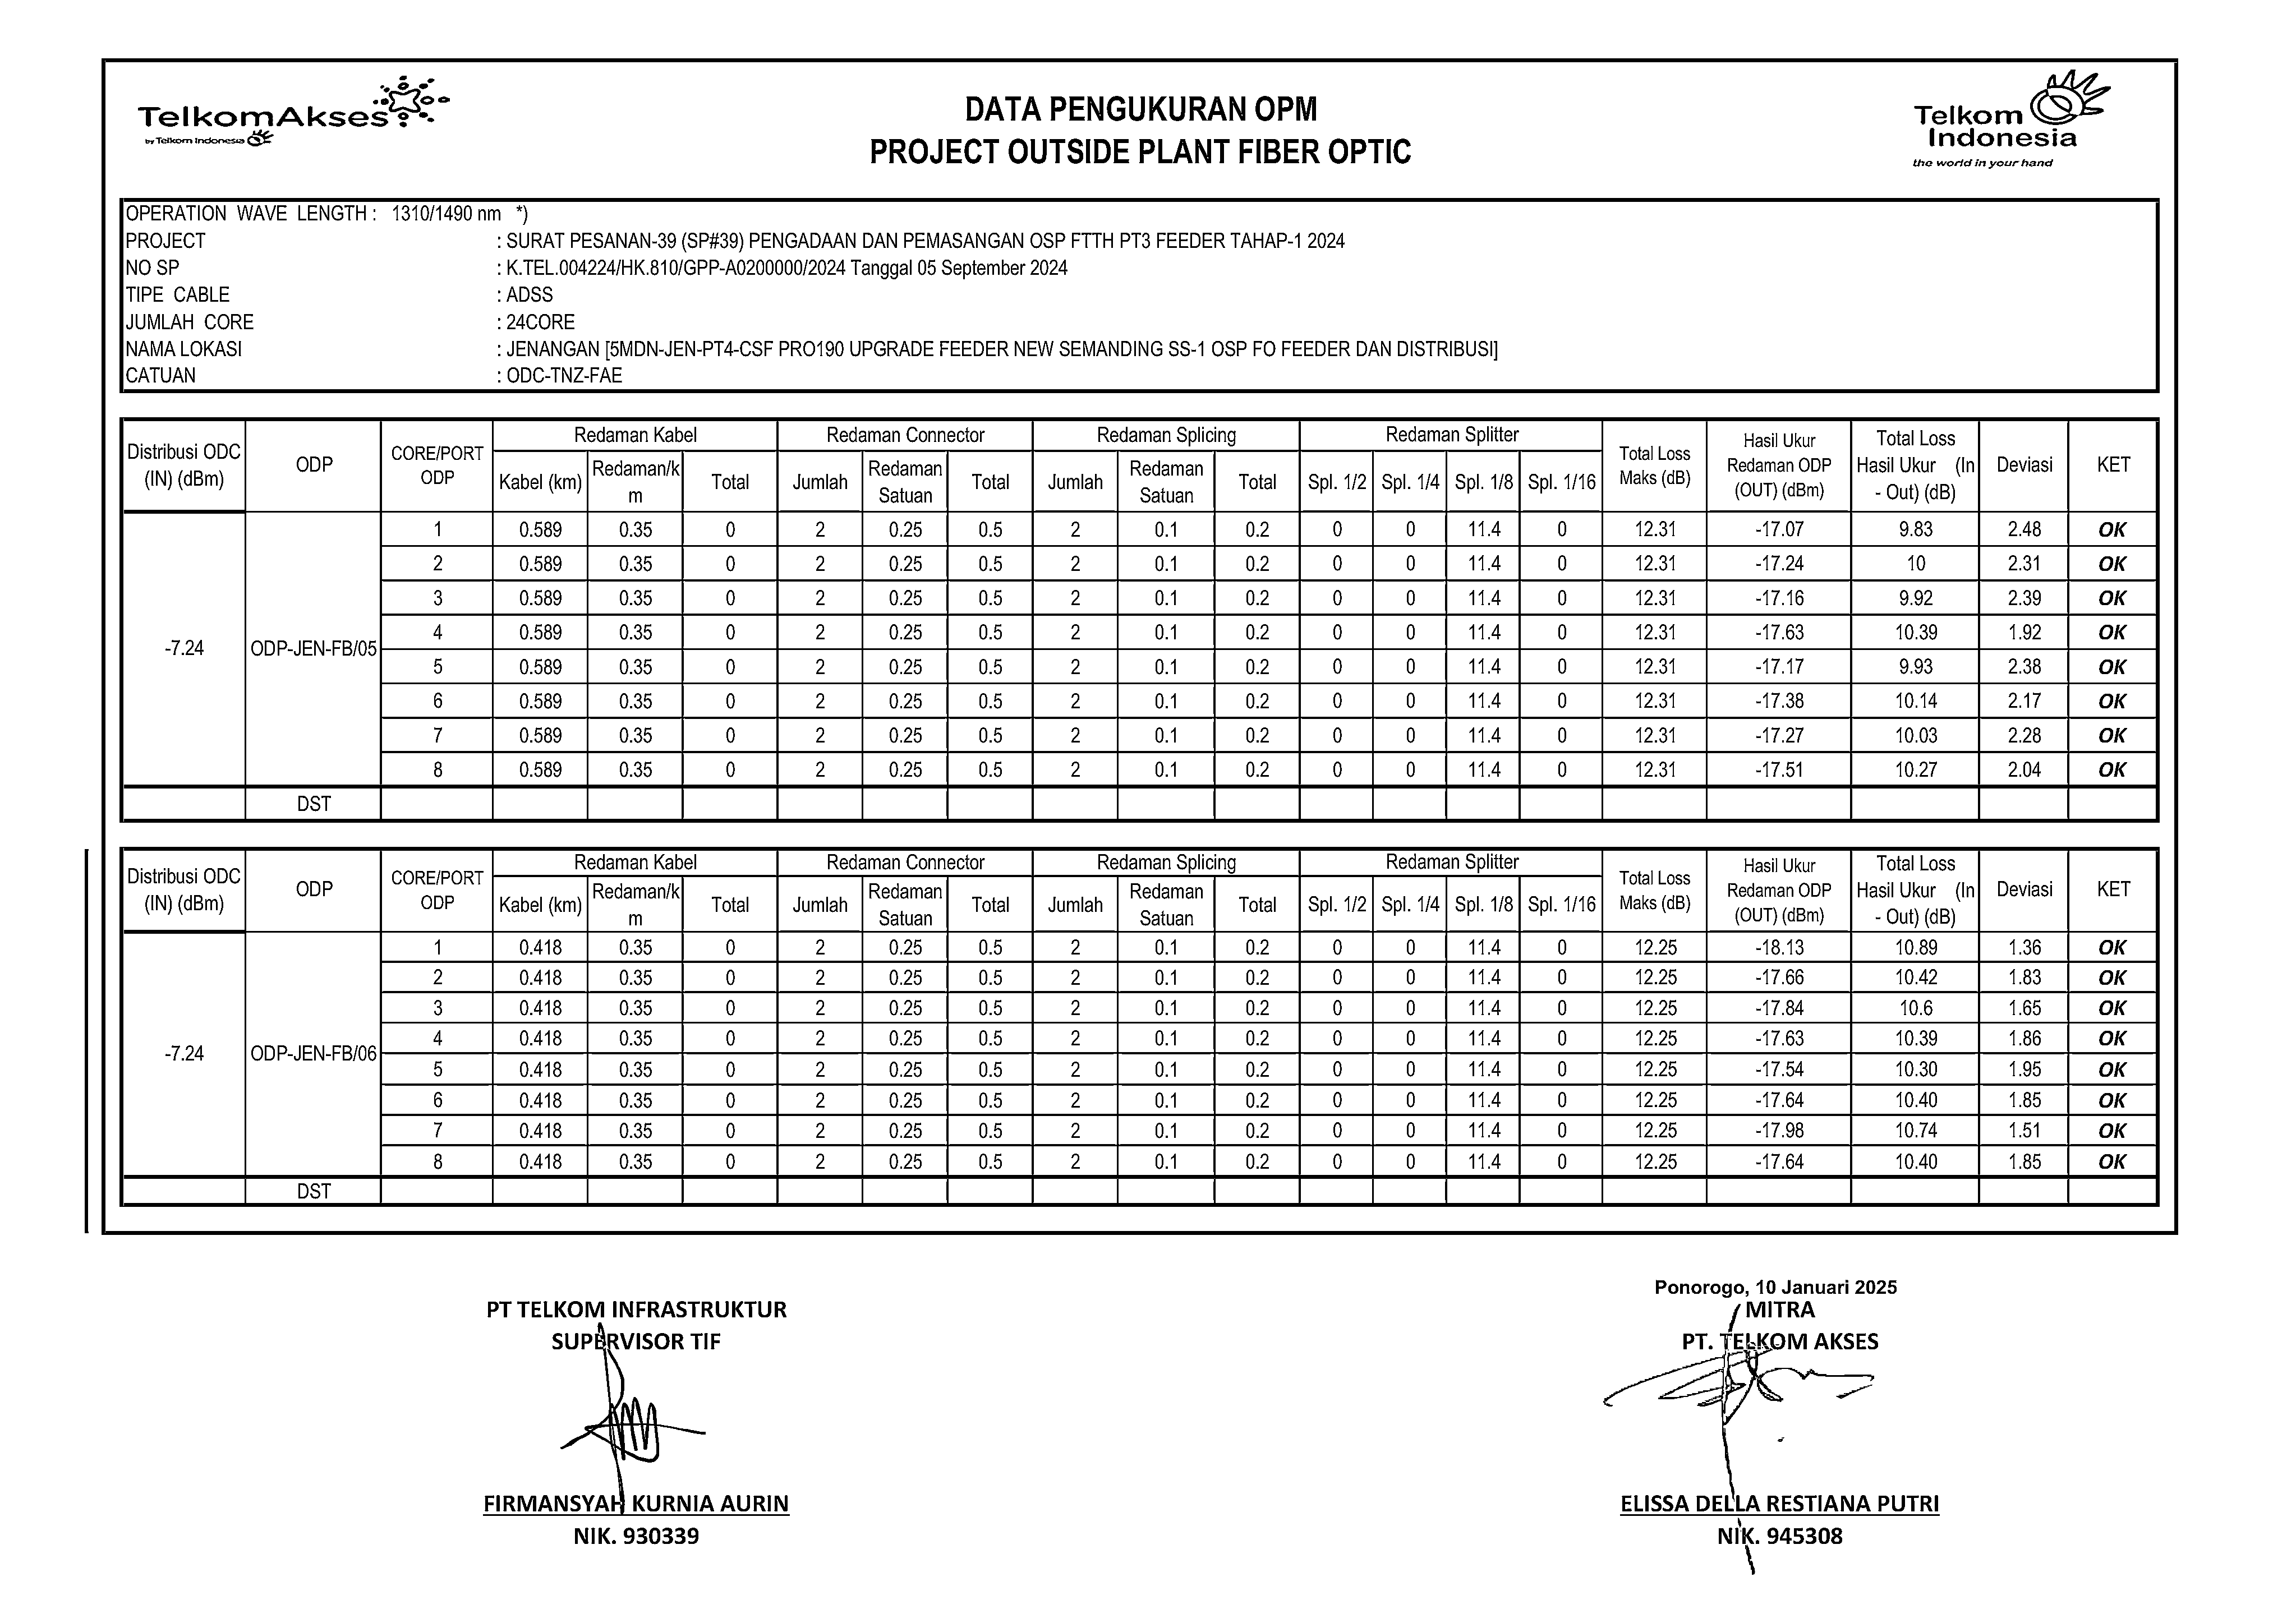 TelkomAkses
by Telkom Indonesia
DATA PENGUKURAN OPM
PROJECT OUTSIDE PLANT FIBER OPTIC
Telkom
Indonesia
the world in your hand
OPERATION WAVE LENGTH : 1310/1490 nm *)
PROJECT : SURAT PESANAN-39 (SP#39) PENGADAAN DAN PEMASANGAN OSP FTTH PT3 FEEDER TAHAP-1 2024
NO SP : K.TEL.004224/HK.810/GPP-A0200000/2024 Tanggal 05 September 2024
TIPE CABLE : ADSS
JUMLAH CORE : 24CORE
NAMA LOKASI : JENANGAN [5MDN-JEN-PT4-CSF PRO190 UPGRADE FEEDER NEW SEMANDING SS-1 OSP FO FEEDER DAN DISTRIBUSI]
CATUAN : ODC-TNZ-FAE
Distribusi ODC (IN) (dBm) ODP CORE/PORT ODP Redaman Kabel Redaman Connector Redaman Splicing Redaman Splitter Total Loss Maks (dB) Hasil Ukur Redaman ODP (OUT) (dBm) Total Loss Hasil Ukur (In - Out) (dB) Deviasi KET
Kabel (km) Redaman/km Total Jumlah Redaman Satuan Total Jumlah Redaman Satuan Total Spl. 1/2 Spl. 1/4 Spl. 1/8 Spl. 1/16
-7.24 ODP-JEN-FB/05
1 0.589 0.35 0 2 0.25 0.5 2 0.1 0.2 0 0 11.4 0 12.31 -17.07 9.83 2.48 OK
2 0.589 0.35 0 2 0.25 0.5 2 0.1 0.2 0 0 11.4 0 12.31 -17.24 10 2.31 OK
3 0.589 0.35 0 2 0.25 0.5 2 0.1 0.2 0 0 11.4 0 12.31 -17.16 9.92 2.39 OK
4 0.589 0.35 0 2 0.25 0.5 2 0.1 0.2 0 0 11.4 0 12.31 -17.63 10.39 1.92 OK
5 0.589 0.35 0 2 0.25 0.5 2 0.1 0.2 0 0 11.4 0 12.31 -17.17 9.93 2.38 OK
6 0.589 0.35 0 2 0.25 0.5 2 0.1 0.2 0 0 11.4 0 12.31 -17.38 10.14 2.17 OK
7 0.589 0.35 0 2 0.25 0.5 2 0.1 0.2 0 0 11.4 0 12.31 -17.27 10.03 2.28 OK
8 0.589 0.35 0 2 0.25 0.5 2 0.1 0.2 0 0 11.4 0 12.31 -17.51 10.27 2.04 OK
DST
Distribusi ODC (IN) (dBm) ODP CORE/PORT ODP Redaman Kabel Redaman Connector Redaman Splicing Redaman Splitter Total Loss Maks (dB) Hasil Ukur Redaman ODP (OUT) (dBm) Total Loss Hasil Ukur (In - Out) (dB) Deviasi KET
Kabel (km) Redaman/km Total Jumlah Redaman Satuan Total Jumlah Redaman Satuan Total Spl. 1/2 Spl. 1/4 Spl. 1/8 Spl. 1/16
-7.24 ODP-JEN-FB/06
1 0.418 0.35 0 2 0.25 0.5 2 0.1 0.2 0 0 11.4 0 12.25 -18.13 10.89 1.36 OK
2 0.418 0.35 0 2 0.25 0.5 2 0.1 0.2 0 0 11.4 0 12.25 -17.66 10.42 1.83 OK
3 0.418 0.35 0 2 0.25 0.5 2 0.1 0.2 0 0 11.4 0 12.25 -17.84 10.6 1.65 OK
4 0.418 0.35 0 2 0.25 0.5 2 0.1 0.2 0 0 11.4 0 12.25 -17.63 10.39 1.86 OK
5 0.418 0.35 0 2 0.25 0.5 2 0.1 0.2 0 0 11.4 0 12.25 -17.54 10.30 1.95 OK
6 0.418 0.35 0 2 0.25 0.5 2 0.1 0.2 0 0 11.4 0 12.25 -17.64 10.40 1.85 OK
7 0.418 0.35 0 2 0.25 0.5 2 0.1 0.2 0 0 11.4 0 12.25 -17.98 10.74 1.51 OK
8 0.418 0.35 0 2 0.25 0.5 2 0.1 0.2 0 0 11.4 0 12.25 -17.64 10.40 1.85 OK
DST
PT TELKOM INFRASTRUKTUR
SUPERVISOR TIF
FIRMANSYAH KURNIA AURIN
NIK. 930339
Ponorogo, 10 Januari 2025
MITRA
PT. TELKOM AKSES
ELISSA DELLA RESTIANA PUTRI
NIK. 945308